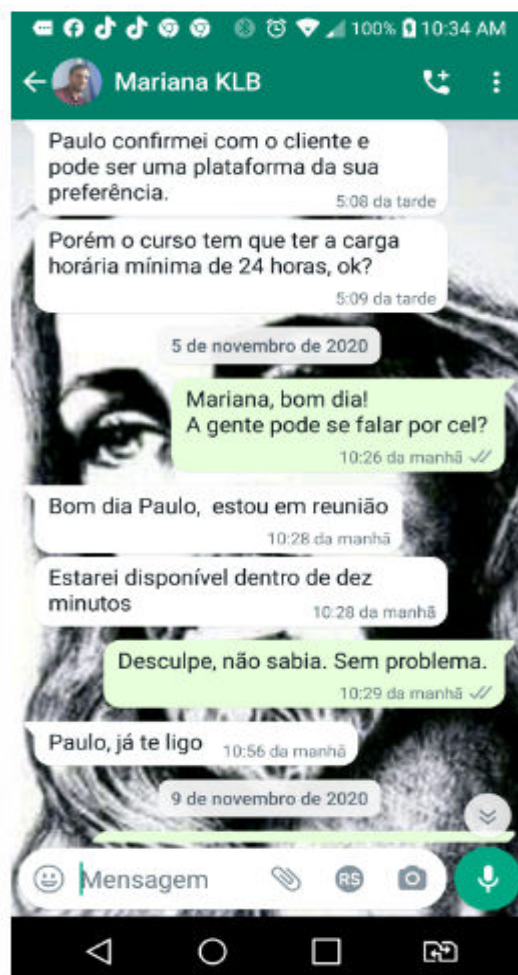 100% 10:34 AM
Mariana KLB
Paulo confirmei com o cliente e
pode ser uma plataforma da sua
preferência.
5:08 da tarde
Porém o curso tem que ter a carga
horária mínima de 24 horas, ok?
5:09 da tarde
5 de novembro de 2020
Mariana, bom dia!
A gente pode se falar por cel?
10:26 da manhã
Bom dia Paulo, estou em reunião
10:28 da manhã
Estarei disponível dentro de dez
minutos
10:28 da manhã
Desculpe, não sabia. Sem problema.
10:29 da manhã
Paulo, já te ligo 10:56 da manhã
9 de novembro de 2020
Mensagem R$